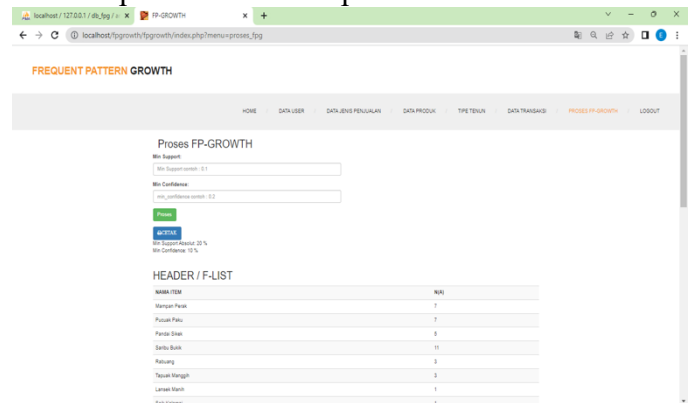 localhost / 127.0.0.1 / db_fpg / a
FP-GROWTH
localhost/fpgrowth/fpgrowth/index.php?menu=proses_fpg
FREQUENT PATTERN GROWTH
HOME DATA USER DATA JENIS PENJUALAN DATA PRODUK TIPE TENUN DATA TRANSAKSI PROSES FP-GROWTH LOGOUT
Proses FP-GROWTH
Min Support:
Min Support contoh : 0.1
Min Confidence:
min_confidence contoh : 0.2
Proses
CETAK
Min Support Absolut: 20 %
Min Confidence: 10 %
HEADER / F-LIST
NAMA ITEM N(A)
Mampan Perak 7
Pucuak Paku 7
Pandai Sikek
Saribu Bukik 11
Rakuang 3
Tapuak Manggih 3
Lansek Manih 1